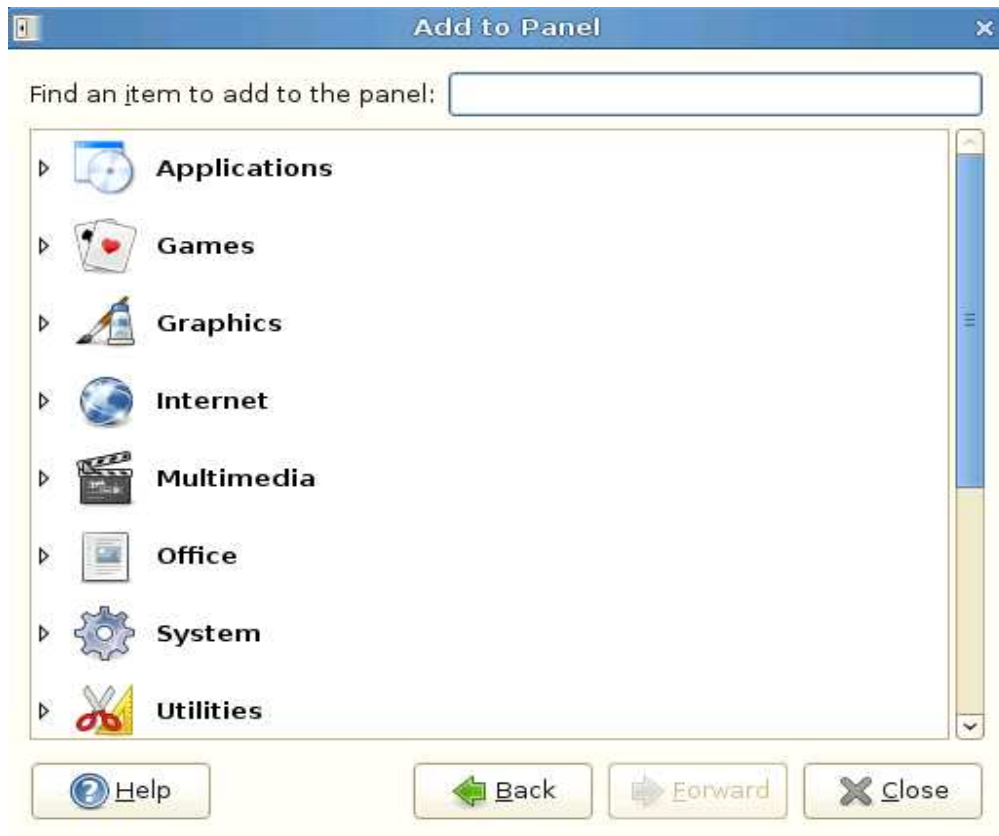 Add to Panel
Find an item to add to the panel:
Applications
Games
Graphics
Internet
Multimedia
Office
System
Utilities
Help Back Forward Close